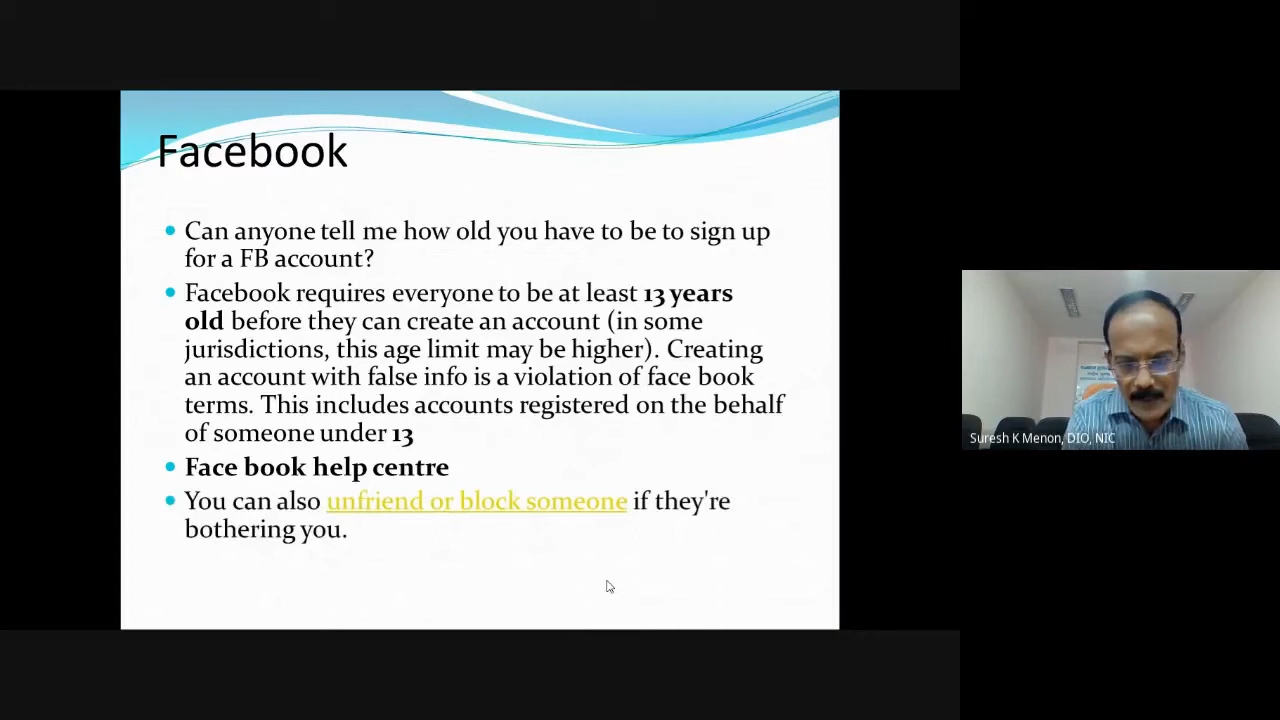 Facebook
Can anyone tell me how old you have to be to sign up
for a FB account?
Facebook requires everyone to be at least 13 years
old before they can create an account (in some
jurisdictions, this age limit may be higher). Creating
an account with false info is a violation of face book
terms. This includes accounts registered on the behalf
of someone under 13
Face book help centre
You can also unfriend or block someone if they're
bothering you.
Suresh K Menon, DIO, NIC